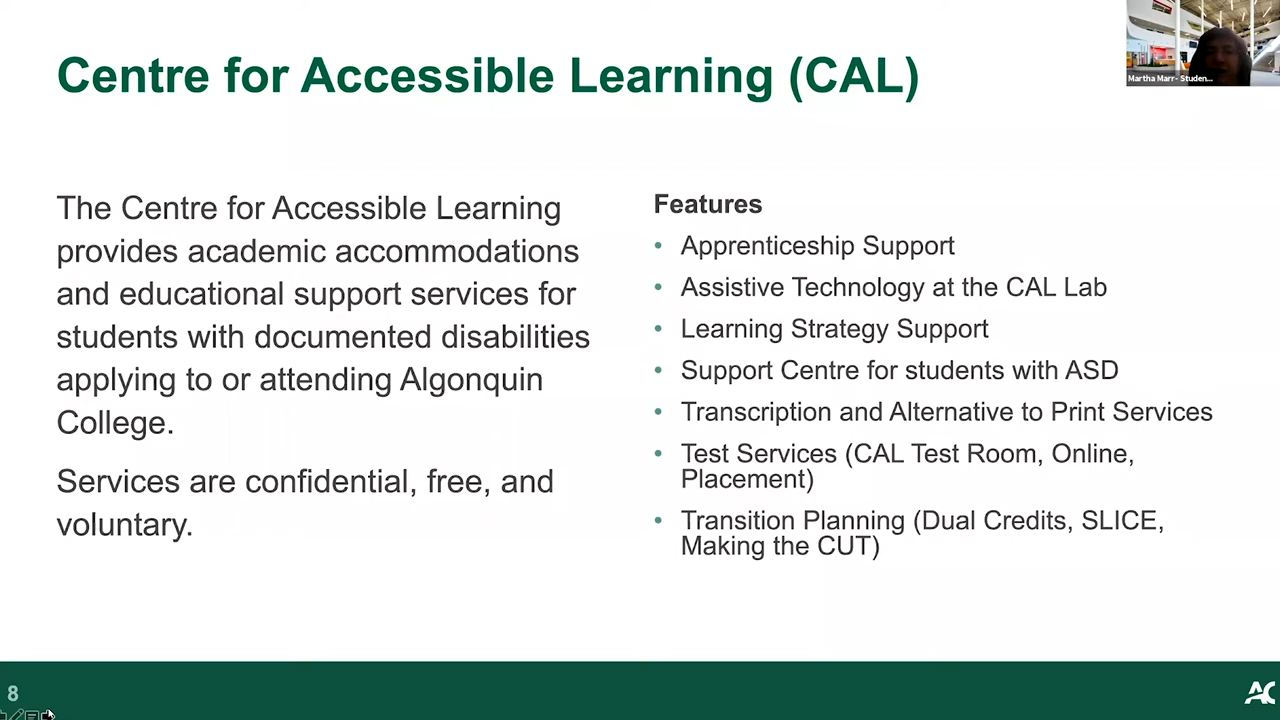 Centre for Accessible Learning (CAL)
Martha Marr- Studen...
The Centre for Accessible Learning
provides academic accommodations
and educational support services for
students with documented disabilities
applying to or attending Algonquin
College.
Services are confidential, free, and
voluntary.
Features
• Apprenticeship Support
• Assistive Technology at the CAL Lab
• Learning Strategy Support
• Support Centre for students with ASD
• Transcription and Alternative to Print Services
• Test Services (CAL Test Room, Online,
Placement)
• Transition Planning (Dual Credits, SLICE,
Making the CUT)
8
AC